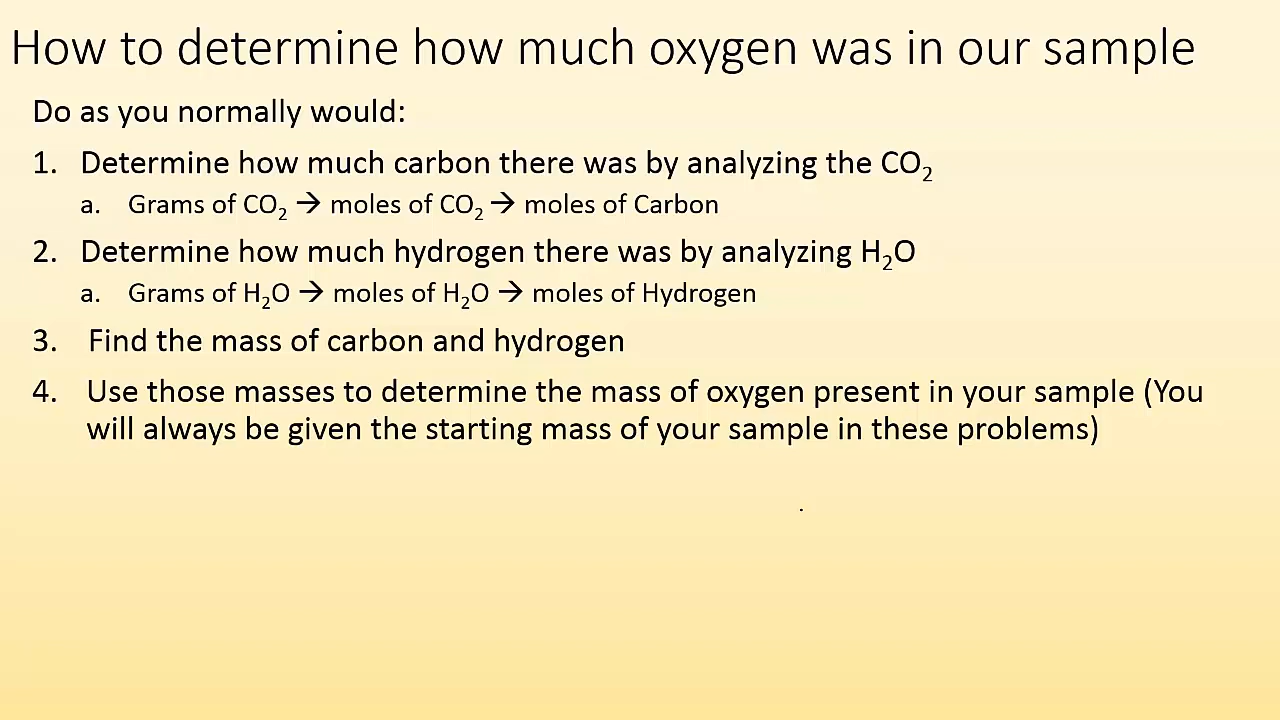 How to determine how much oxygen was in our sample
Do as you normally would:
1. Determine how much carbon there was by analyzing the CO₂
a. Grams of CO₂ → moles of CO₂ → moles of Carbon
2. Determine how much hydrogen there was by analyzing H₂O
a. Grams of H₂O → moles of H₂O → moles of Hydrogen
3. Find the mass of carbon and hydrogen
4. Use those masses to determine the mass of oxygen present in your sample (You
will always be given the starting mass of your sample in these problems)